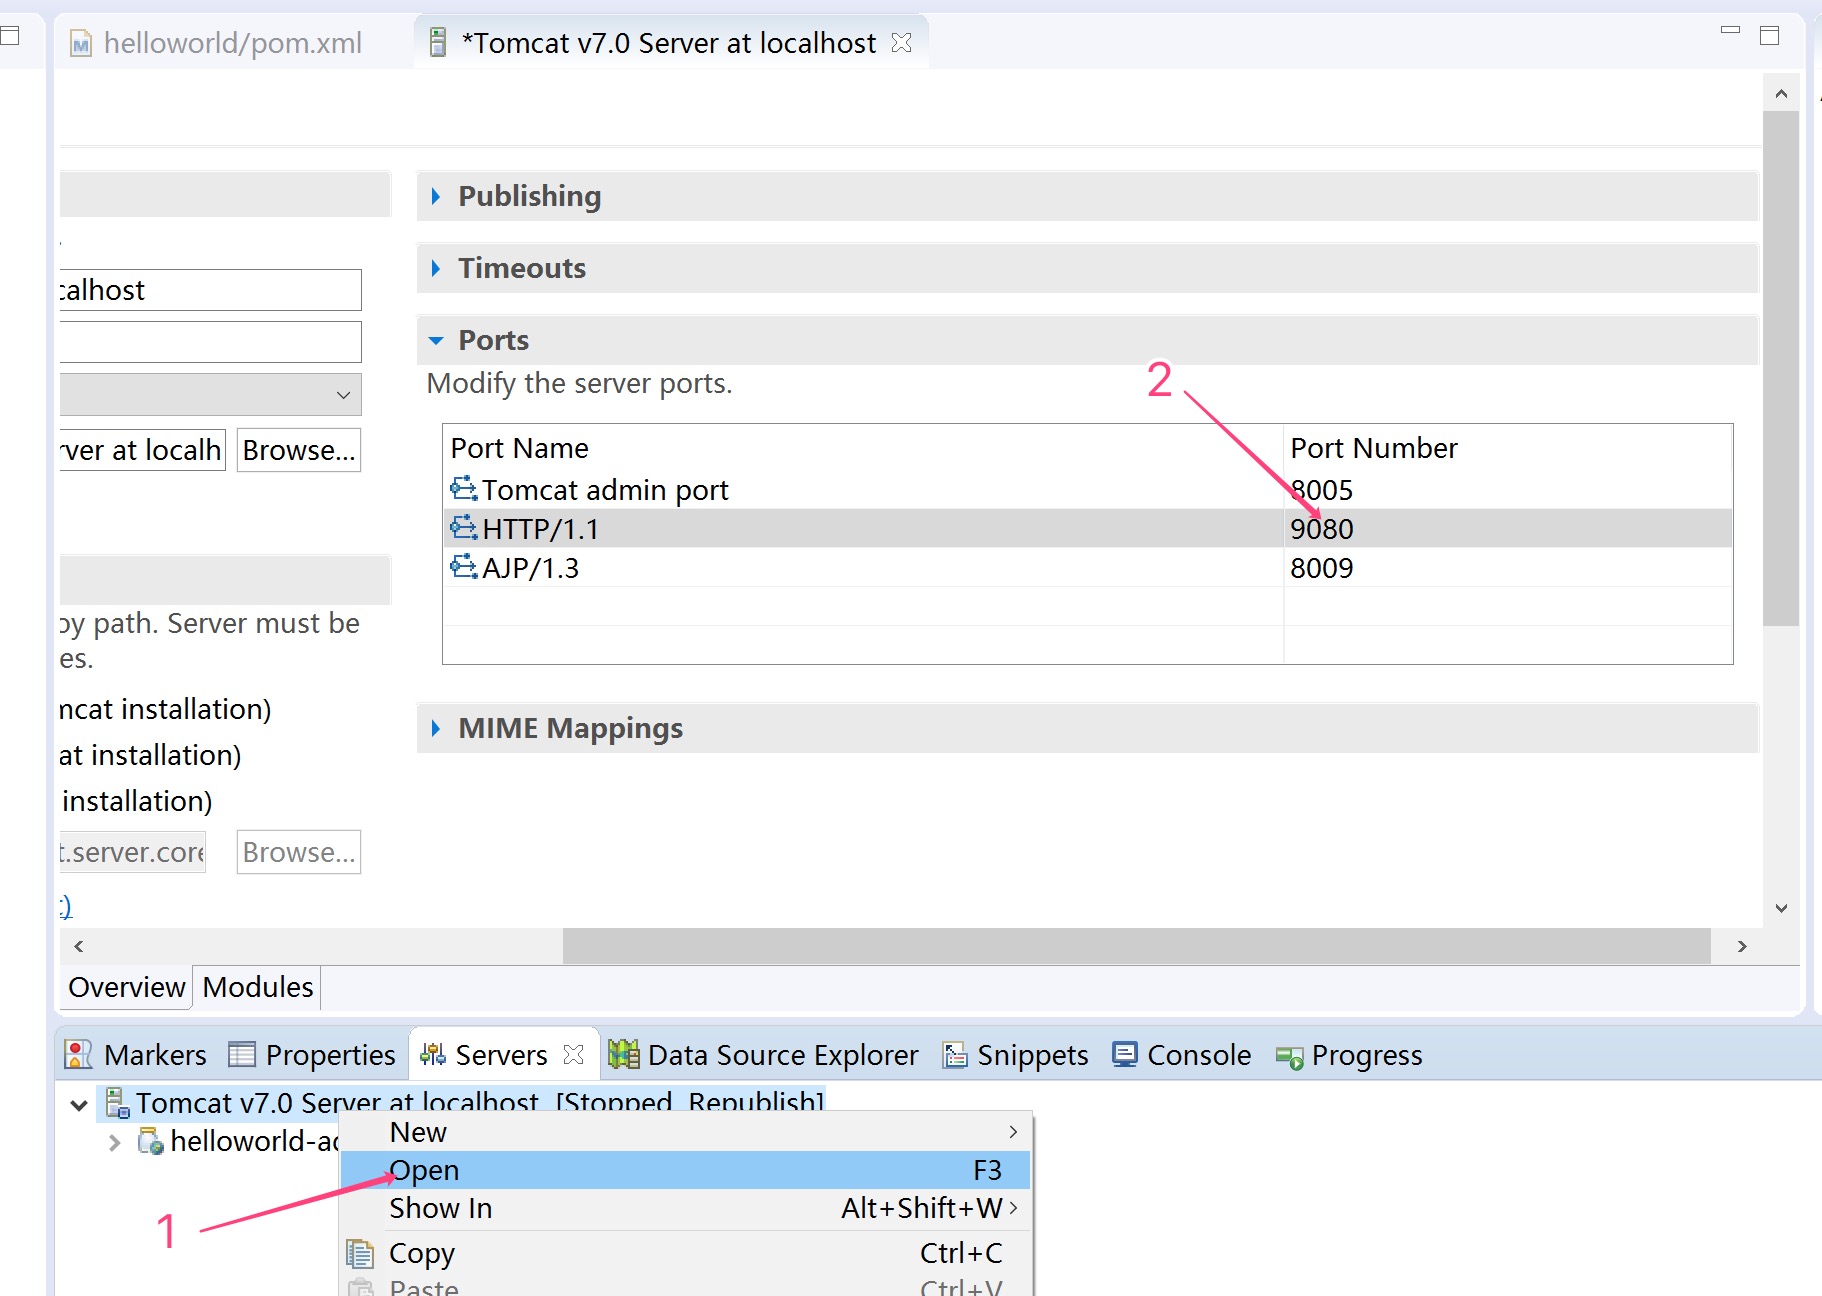 helloworld/pom.xml
*Tomcat v7.0 Server at localhost
Publishing
Timeouts
calhost
Ports
Modify the server ports.
2
rver at localh
Browse...
Port Name
Port Number
Tomcat admin port
8005
HTTP/1.1
9080
AJP/1.3
8009
oy path. Server must be
es.
mcat installation)
at installation)
installation)
MIME Mappings
t.server.core
Browse...
:)
Overview
Modules
Markers
Properties
Servers
Data Source Explorer
Snippets
Console
Progress
Tomcat v7.0 Server at localhost [Stopped, Republish]
helloworld-ad
New
Open
F3
Show In
Alt+Shift+W
1
Copy
Ctrl+C
Paste
Ctrl+V